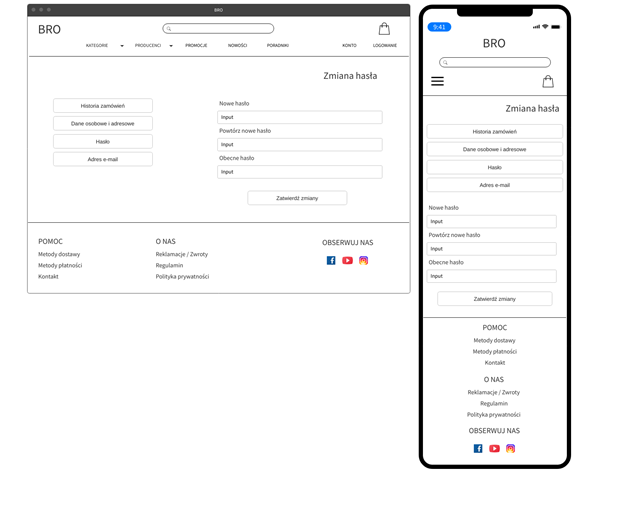 BRO
BRO
KATEGORIE PRODUCENCI PROMOCJE NOWOŚCI PORADNIKI KONTO LOGOWANIE
Zmiana hasła
Historia zamówień
Dane osobowe i adresowe
Hasło
Adres e-mail
Nowe hasło
Input
Powtórz nowe hasło
Input
Obecne hasło
Input
Zatwierdź zmiany
POMOC
Metody dostawy
Metody płatności
Kontakt
O NAS
Reklamacje / Zwroty
Regulamin
Polityka prywatności
OBSERWUJ NAS
9:41
BRO
Zmiana hasła
Historia zamówień
Dane osobowe i adresowe
Hasło
Adres e-mail
Nowe hasło
Input
Powtórz nowe hasło
Input
Obecne hasło
Input
Zatwierdź zmiany
POMOC
Metody dostawy
Metody płatności
Kontakt
O NAS
Reklamacje / Zwroty
Regulamin
Polityka prywatności
OBSERWUJ NAS